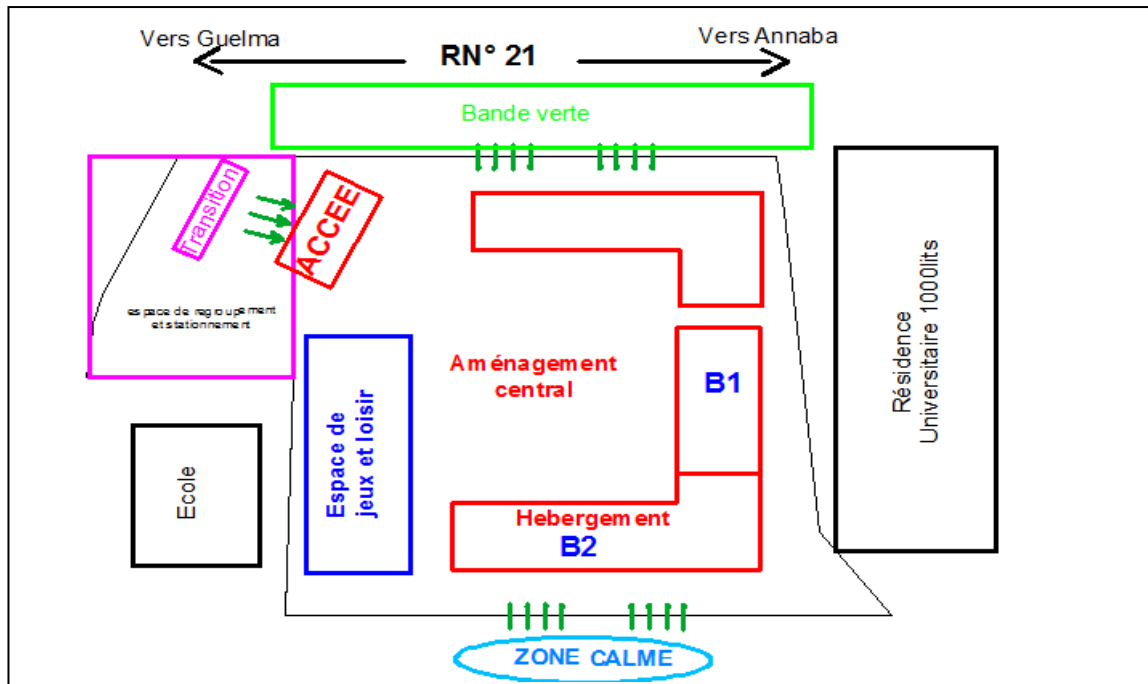 Vers Guelma
Vers Annaba
RN° 21
Bande verte
Transition
ACCEE
espace de regroupement
et stationnement
Aménagement
central
B1
Résidence
Universitaire 1000lits
Espace de
jeux et loisir
Ecole
Hebergement
B2
ZONE CALME